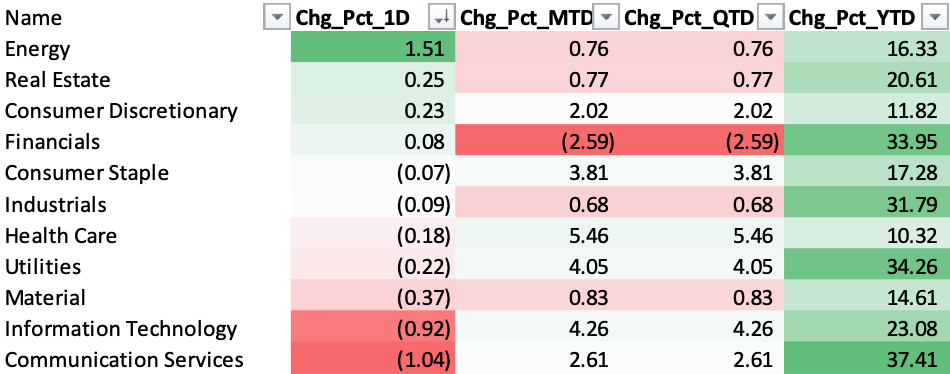 Name Chg_Pct_1D Chg_Pct_MTD Chg_Pct_QTD Chg_Pct_YTD
Energy 1.51 0.76 0.76 16.33
Real Estate 0.25 0.77 0.77 20.61
Consumer Discretionary 0.23 2.02 2.02 11.82
Financials 0.08 (2.59) (2.59) 33.95
Consumer Staple (0.07) 3.81 3.81 17.28
Industrials (0.09) 0.68 0.68 31.79
Health Care (0.18) 5.46 5.46 10.32
Utilities (0.22) 4.05 4.05 34.26
Material (0.37) 0.83 0.83 14.61
Information Technology (0.92) 4.26 4.26 23.08
Communication Services (1.04) 2.61 2.61 37.41